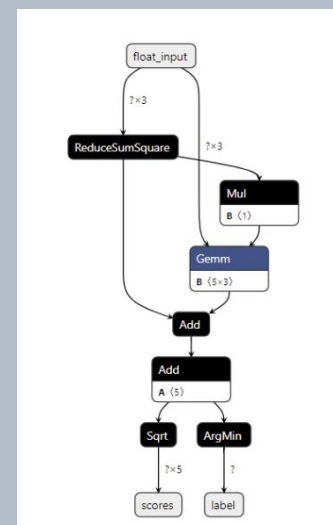 float_input
?×3
?×3
ReduceSumSquare
Mul
B ⟨1⟩
Gemm
B ⟨5×3⟩
Add
Add
A ⟨5⟩
Sqrt
ArgMin
?×5
?
scores
label